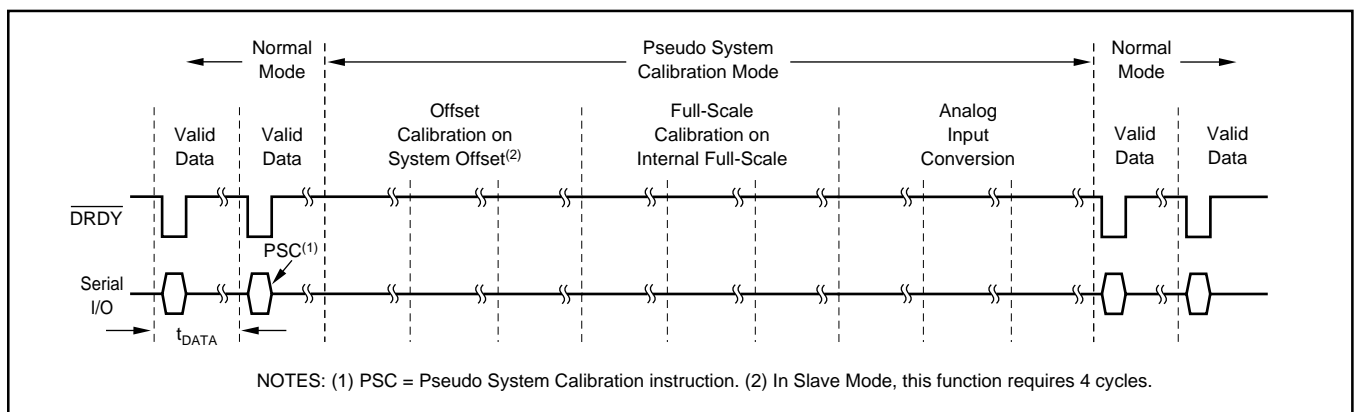 Normal
Mode
Pseudo System
Calibration Mode
Normal
Mode
Valid
Data
Valid
Data
Offset
Calibration on
System Offset(2)
Full-Scale
Calibration on
Internal Full-Scale
Analog
Input
Conversion
Valid
Data
Valid
Data
DRDY
PSC(1)
Serial
I/O
tDATA
NOTES: (1) PSC = Pseudo System Calibration instruction. (2) In Slave Mode, this function requires 4 cycles.